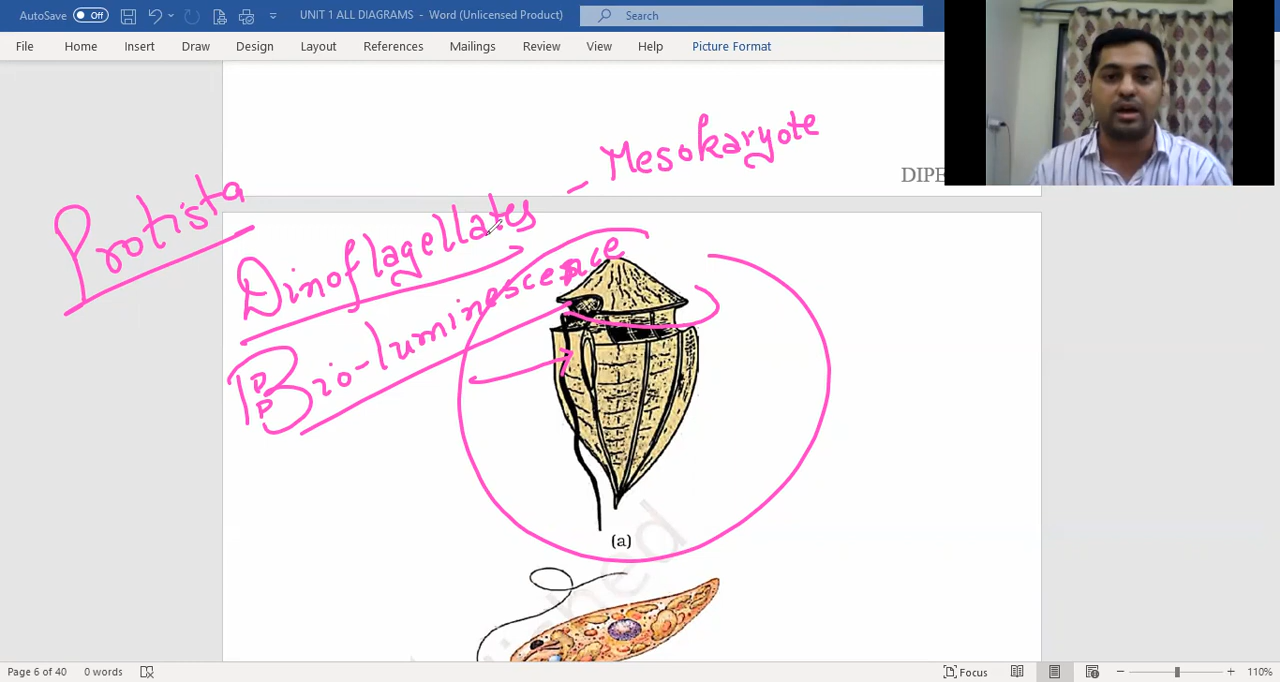 AutoSave Off UNIT 1 ALL DIAGRAMS - Word (Unlicensed Product) Search
File Home Insert Draw Design Layout References Mailings Review View Help Picture Format
Mesokaryote
DIPE
Protista
Dinoflagellates -
Bio-luminescence
(a)
Page 6 of 40 0 words Focus 110%